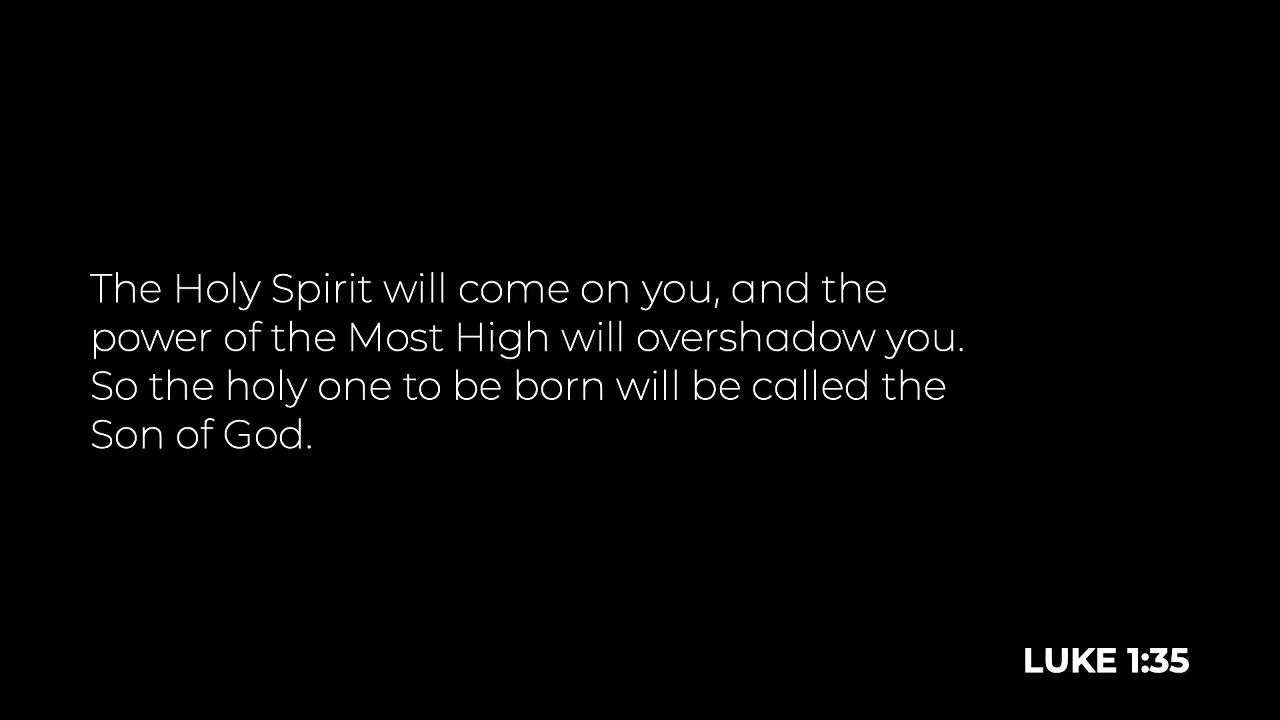 The Holy Spirit will come on you, and the
power of the Most High will overshadow you.
So the holy one to be born will be called the
Son of God.
LUKE 1:35